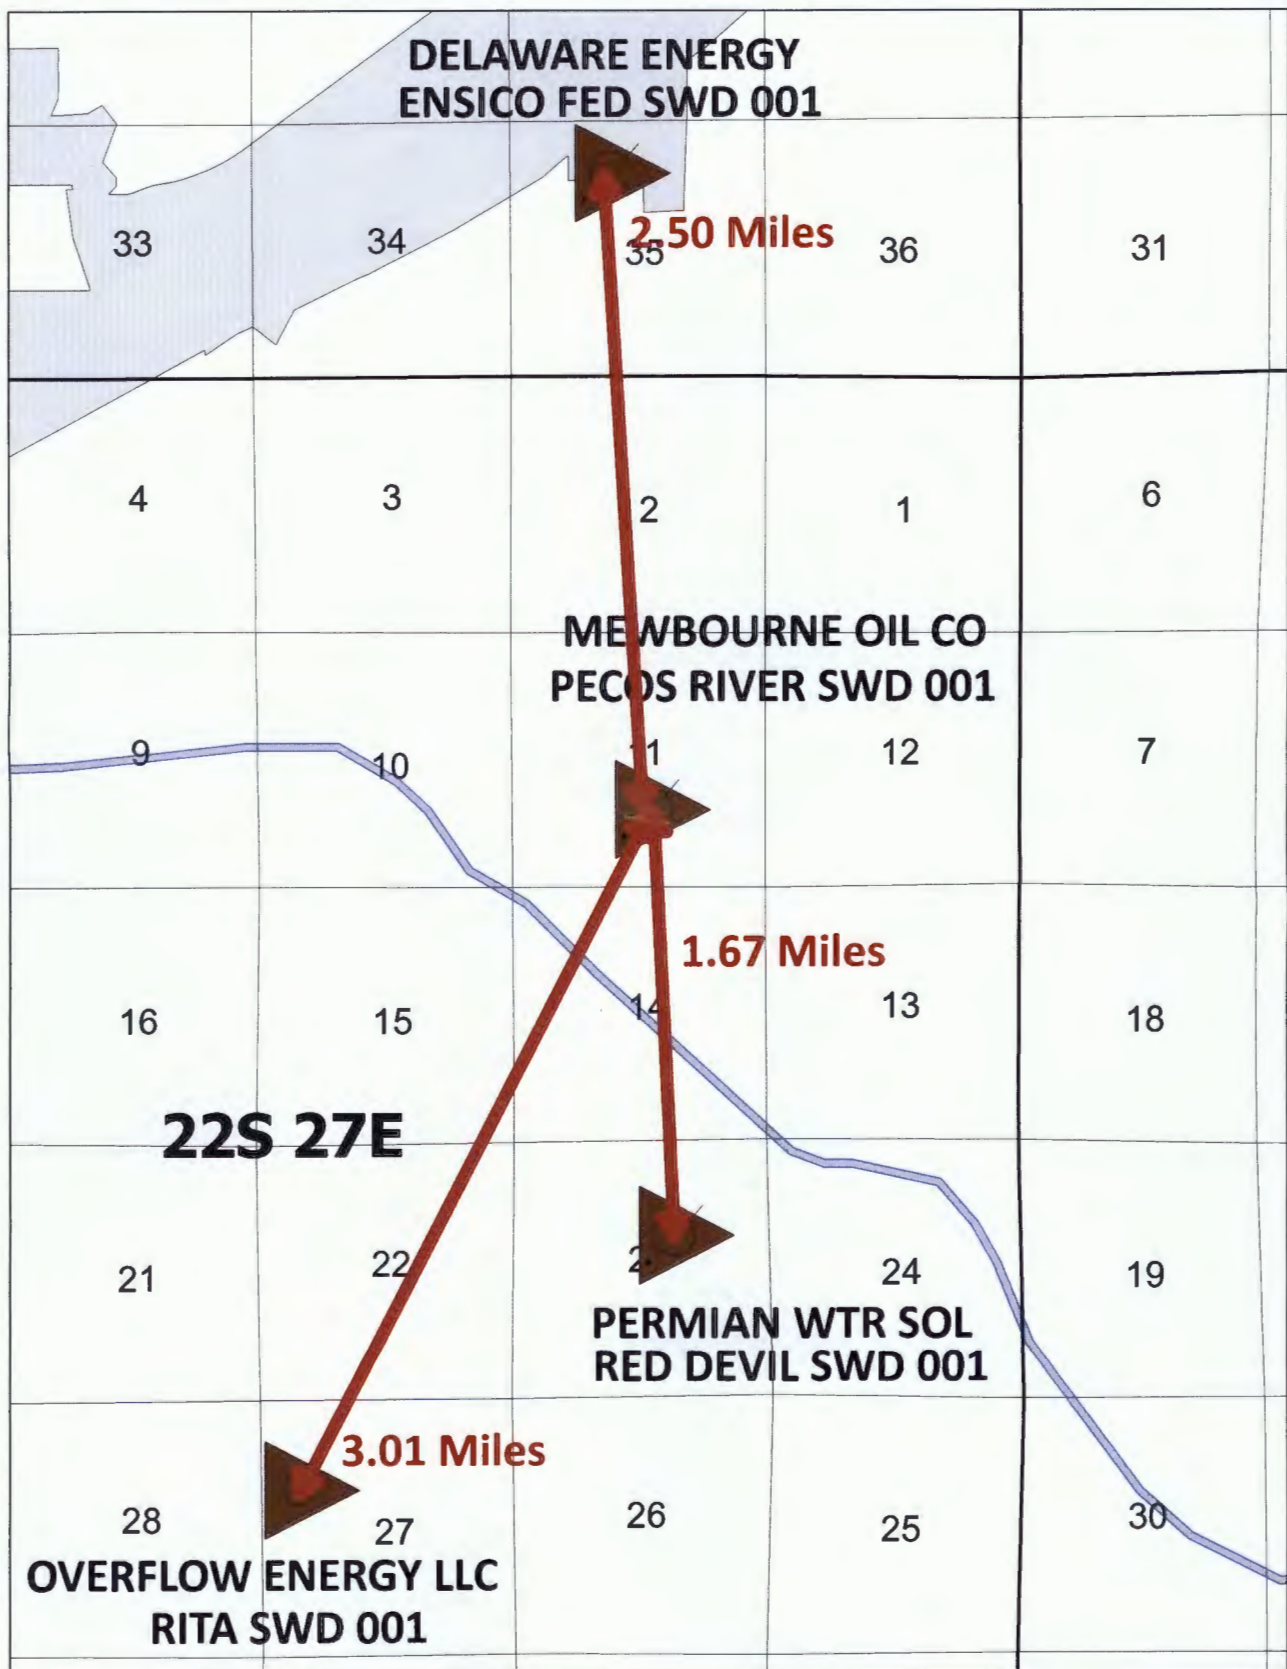 DELAWARE ENERGY
ENSICO FED SWD 001
2.50 Miles
33 34 35 36 31
4 3 2 1 6
MEWBOURNE OIL CO
PECOS RIVER SWD 001
9 10 11 12 7
1.67 Miles
16 15 14 13 18
22S 27E
21 22 24 19
PERMIAN WTR SOL
RED DEVIL SWD 001
3.01 Miles
28 27 26 25 30
OVERFLOW ENERGY LLC
RITA SWD 001